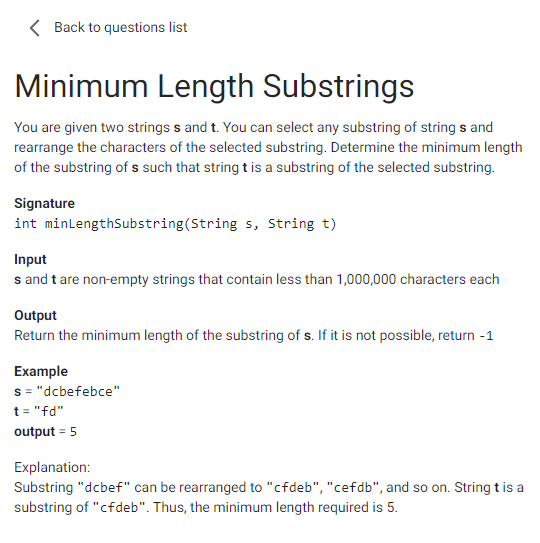 Back to questions list
Minimum Length Substrings
You are given two strings s and t. You can select any substring of string s and
rearrange the characters of the selected substring. Determine the minimum length
of the substring of s such that string t is a substring of the selected substring.
Signature
int minLengthSubstring(String s, String t)
Input
s and t are non-empty strings that contain less than 1,000,000 characters each
Output
Return the minimum length of the substring of s. If it is not possible, return -1
Example
s = "dcbefebce"
t = "fd"
output = 5
Explanation:
Substring "dcbef" can be rearranged to "cfdeb", "cefdb", and so on. String t is a
substring of "cfdeb". Thus, the minimum length required is 5.